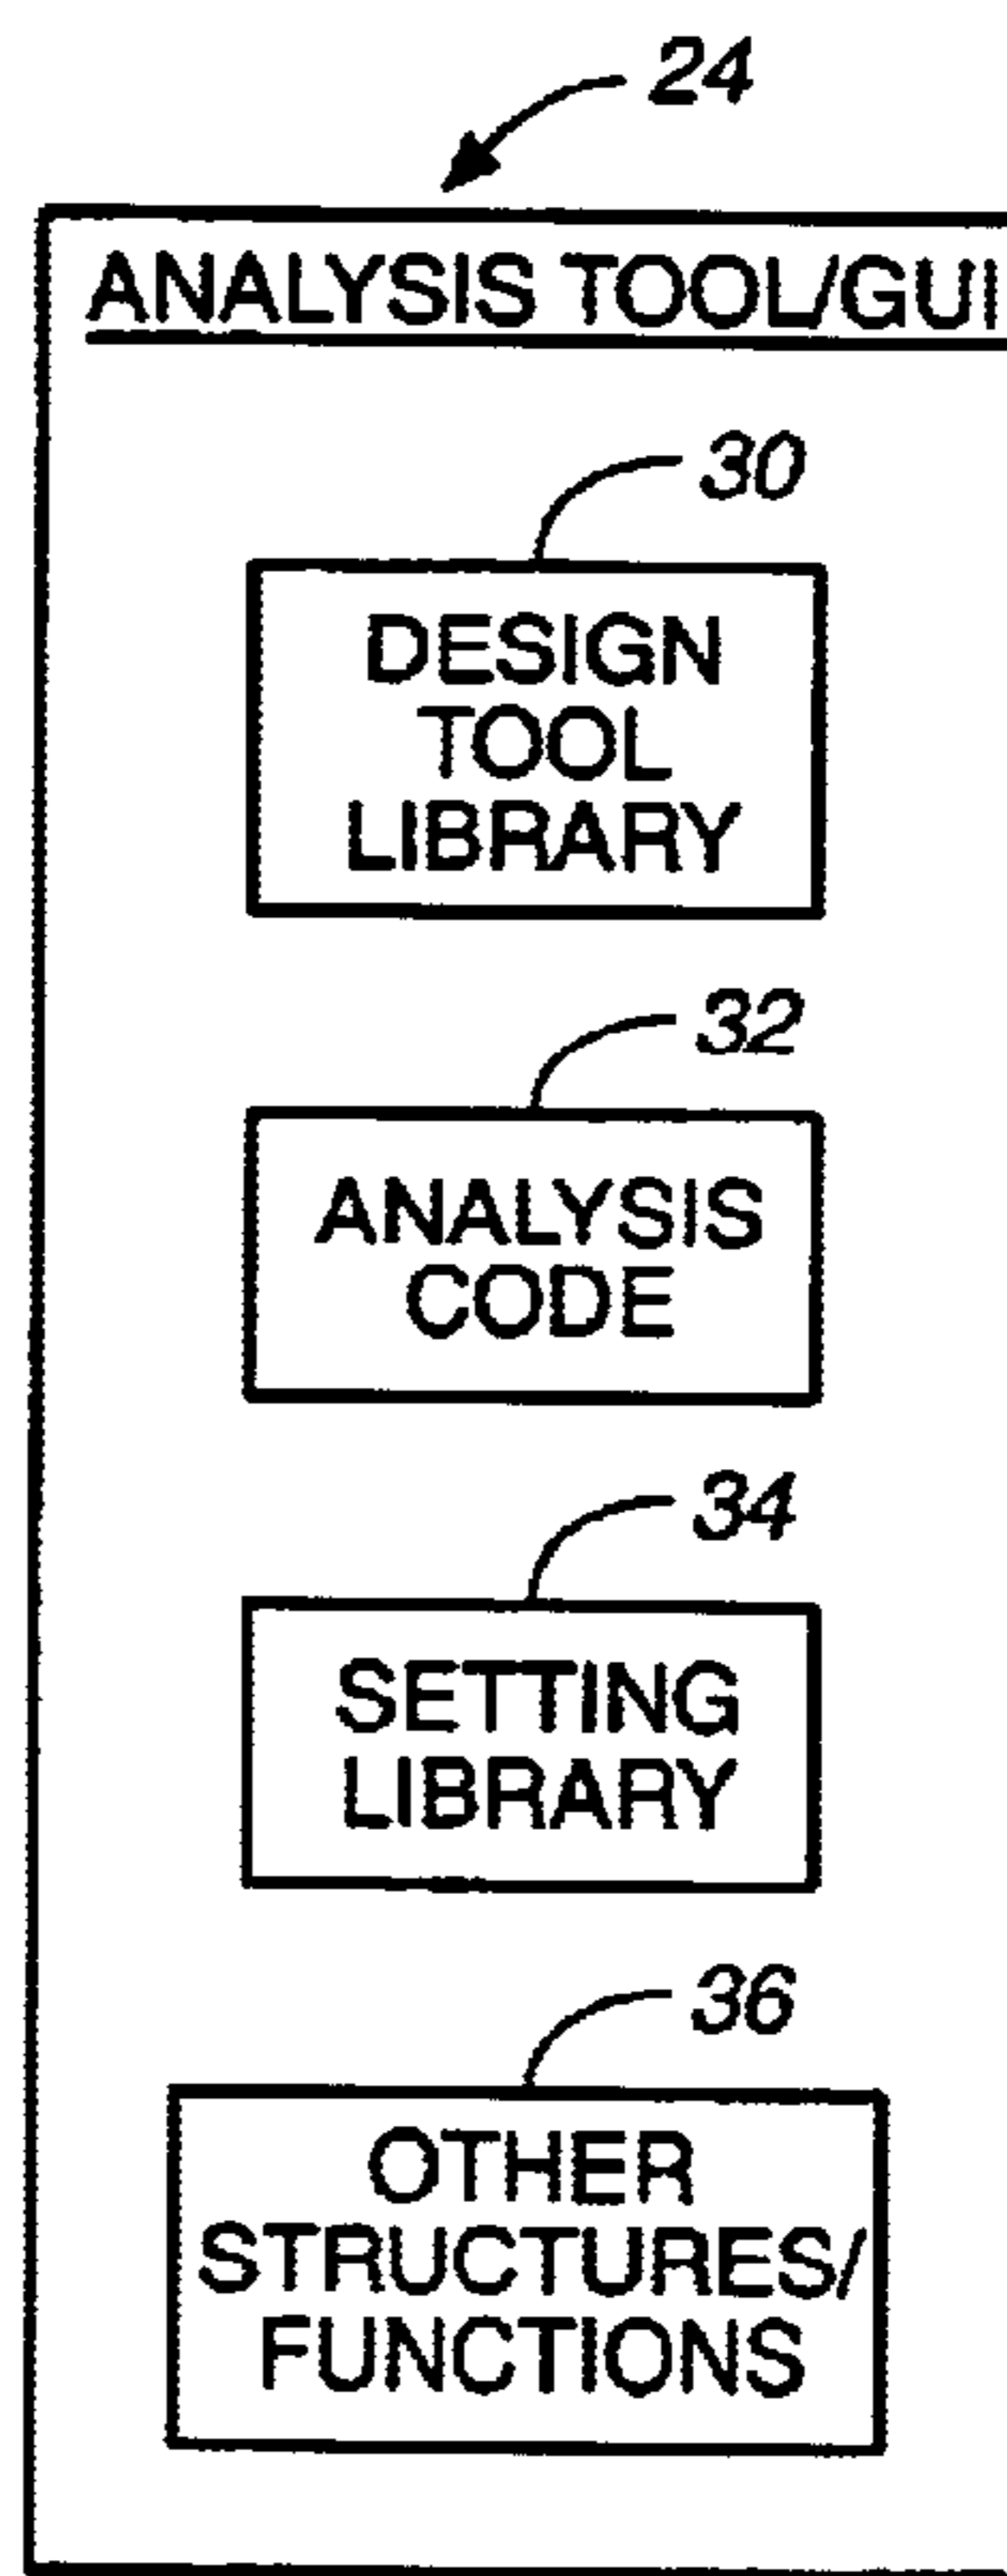 24
ANALYSIS TOOL/GUI
30
DESIGN
TOOL
LIBRARY
32
ANALYSIS
CODE
34
SETTING
LIBRARY
36
OTHER
STRUCTURES/
FUNCTIONS